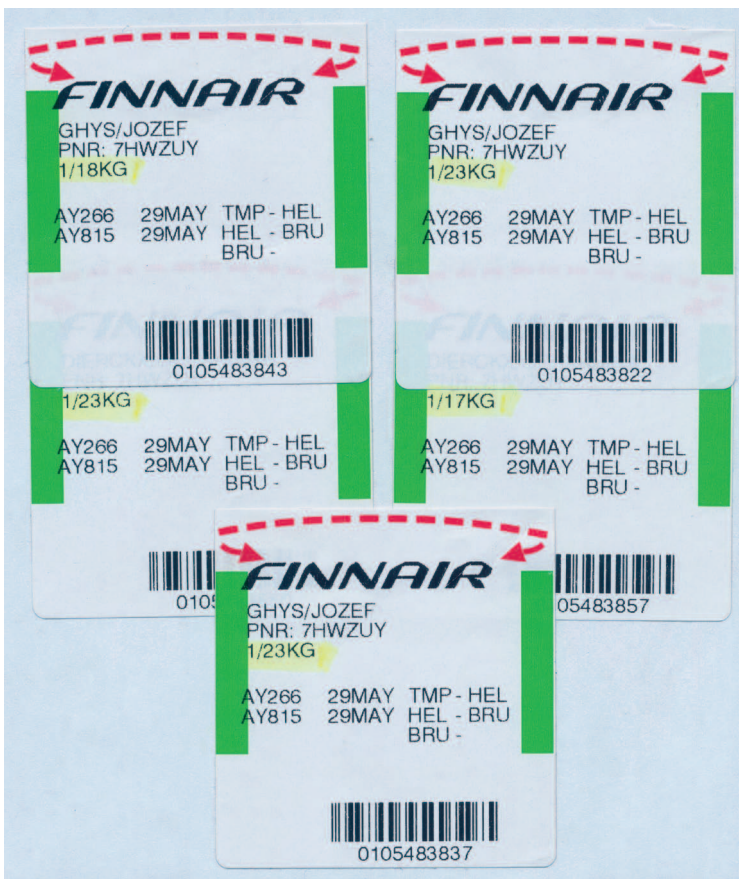 FINNAIR
GHYS/JOZEF
PNR: 7HWZUY
1/18KG
AY266 29MAY TMP - HEL
AY815 29MAY HEL - BRU
BRU -
0105483843
FINNAIR
GHYS/JOZEF
PNR: 7HWZUY
1/23KG
AY266 29MAY TMP - HEL
AY815 29MAY HEL - BRU
BRU -
0105483822
1/23KG
AY266 29MAY TMP - HEL
AY815 29MAY HEL - BRU
BRU -
1/17KG
AY266 29MAY TMP - HEL
AY815 29MAY HEL - BRU
BRU -
05483857
FINNAIR
GHYS/JOZEF
PNR: 7HWZUY
1/23KG
AY266 29MAY TMP - HEL
AY815 29MAY HEL - BRU
BRU -
0105483837